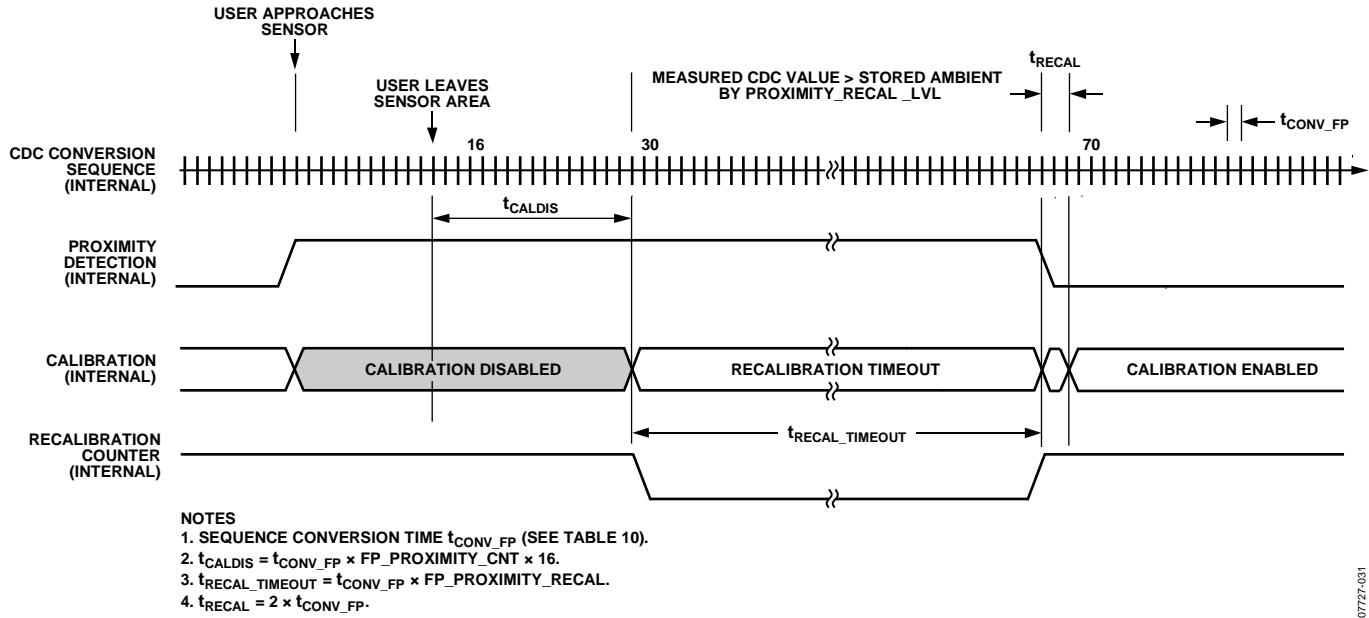 USER APPROACHES
SENSOR
USER LEAVES
SENSOR AREA
MEASURED CDC VALUE > STORED AMBIENT
BY PROXIMITY_RECAL _LVL
tRECAL
tCONV_FP
CDC CONVERSION
SEQUENCE
(INTERNAL)
16
30
70
tCALDIS
PROXIMITY
DETECTION
(INTERNAL)
CALIBRATION
(INTERNAL)
CALIBRATION DISABLED
RECALIBRATION TIMEOUT
CALIBRATION ENABLED
RECALIBRATION
COUNTER
(INTERNAL)
tRECAL_TIMEOUT
NOTES
1. SEQUENCE CONVERSION TIME tCONV_FP (SEE TABLE 10).
2. tCALDIS = tCONV_FP × FP_PROXIMITY_CNT × 16.
3. tRECAL_TIMEOUT = tCONV_FP × FP_PROXIMITY_RECAL.
4. tRECAL = 2 × tCONV_FP.
07727-031